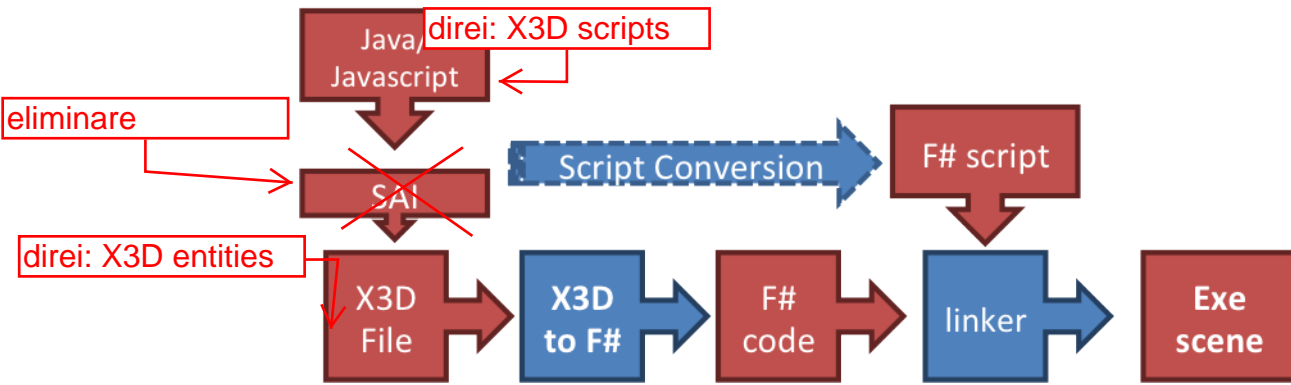 direi: X3D scripts
Java/
Javascript
eliminare
Script Conversion
F# script
SAI
direi: X3D entities
X3D
File
X3D
to F#
F#
code
linker
Exe
scene